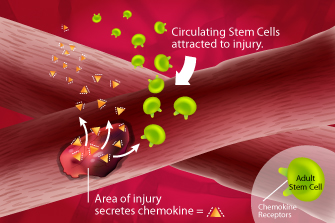 Circulating Stem Cells
attracted to injury.
Area of injury
secretes chemokine =
Adult
Stem Cell
Chemokine
Receptors